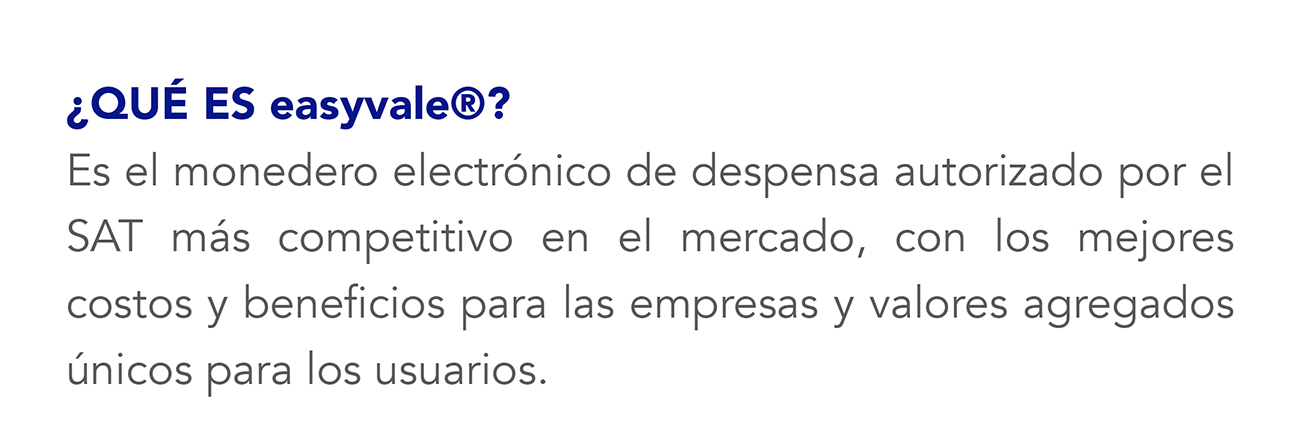 ¿QUÉ ES easyvale®?
Es el monedero electrónico de despensa autorizado por el
SAT más competitivo en el mercado, con los mejores
costos y beneficios para las empresas y valores agregados
únicos para los usuarios.